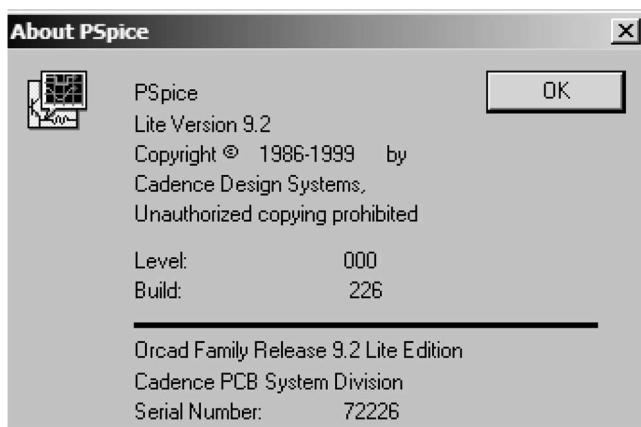 About PSpice
OK
PSpice
Lite Version 9.2
Copyright © 1986-1999 by
Cadence Design Systems,
Unauthorized copying prohibited
Level: 000
Build: 226
Orcad Family Release 9.2 Lite Edition
Cadence PCB System Division
Serial Number: 72226